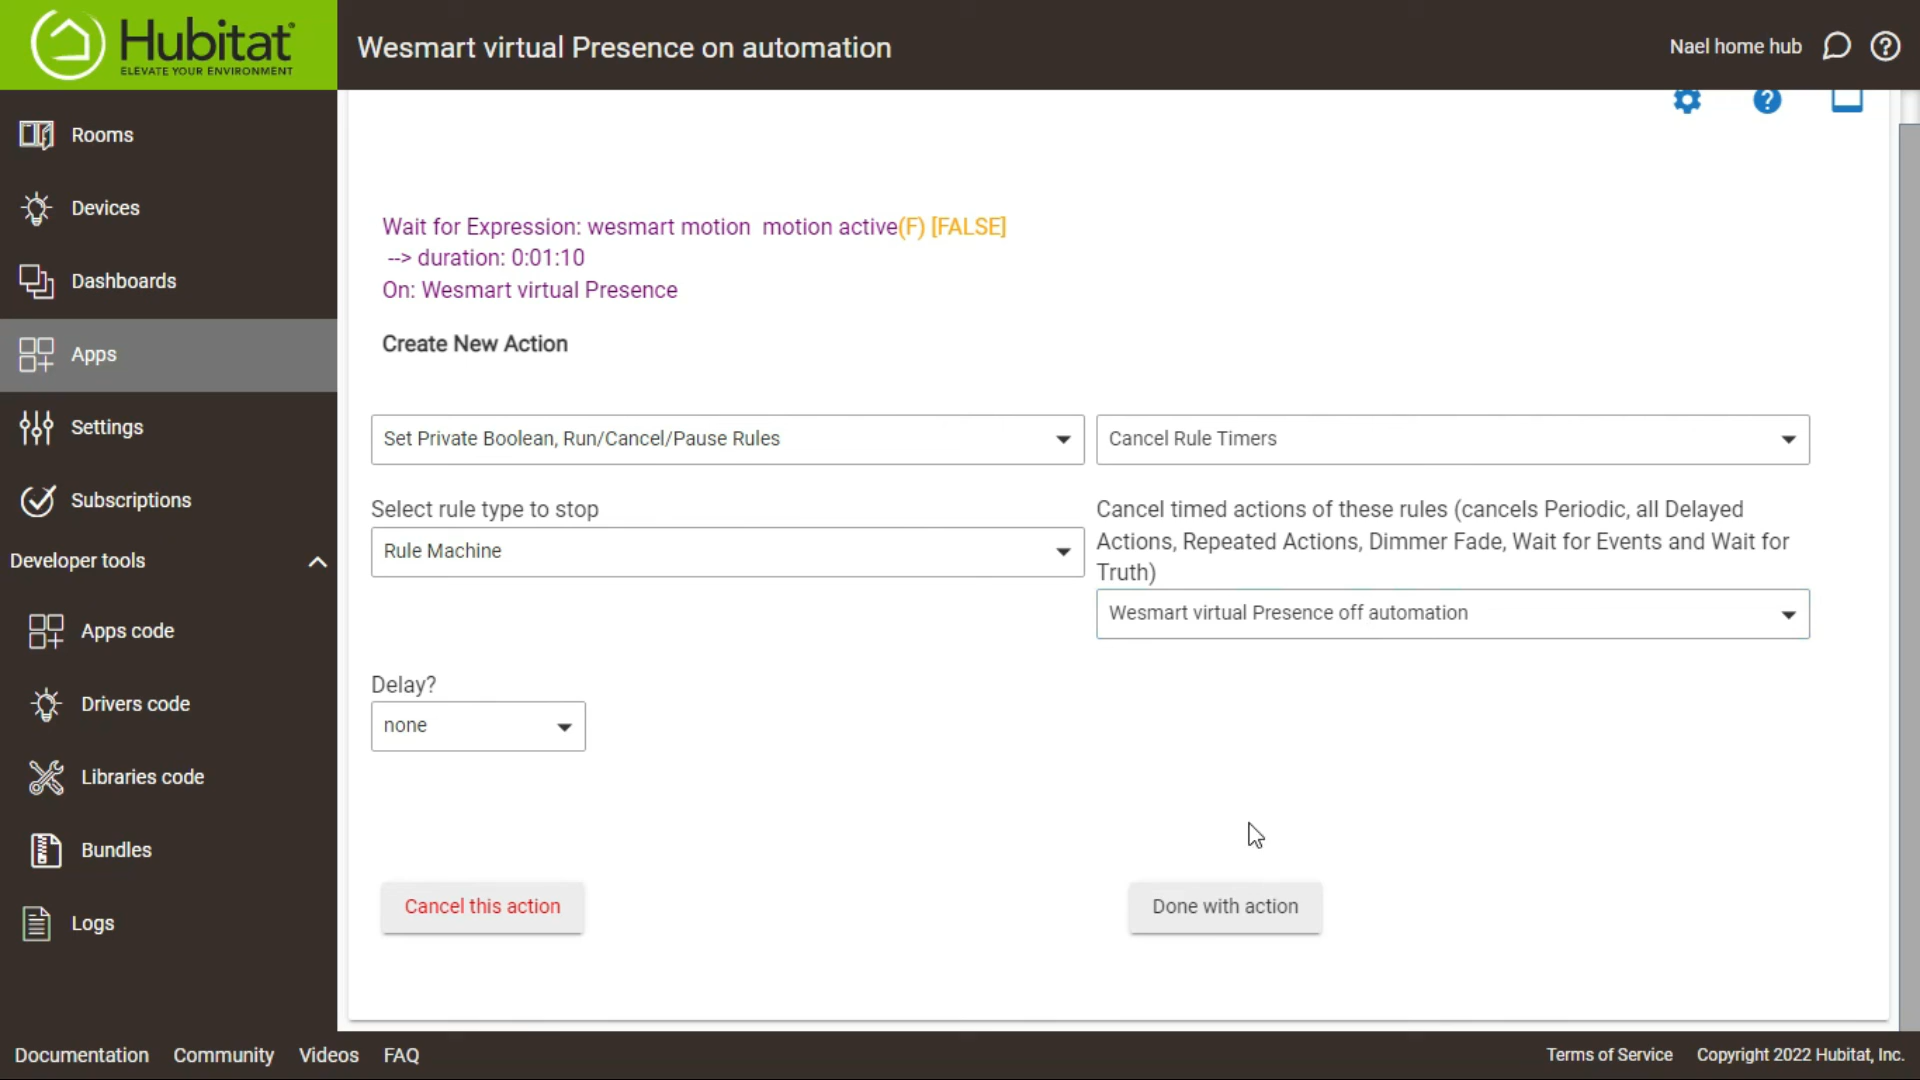 Hubitat®
ELEVATE YOUR ENVIRONMENT
Wesmart virtual Presence on automation
Nael home hub
Rooms
Devices
Dashboards
Apps
Settings
Subscriptions
Developer tools
Apps code
Drivers code
Libraries code
Bundles
Logs
Wait for Expression: wesmart motion  motion active(F) [FALSE]
--> duration: 0:01:10
On: Wesmart virtual Presence
Create New Action
Set Private Boolean, Run/Cancel/Pause Rules
Cancel Rule Timers
Select rule type to stop
Rule Machine
Cancel timed actions of these rules (cancels Periodic, all Delayed
Actions, Repeated Actions, Dimmer Fade, Wait for Events and Wait for
Truth)
Wesmart virtual Presence off automation
Delay?
none
Cancel this action
Done with action
Documentation
Community
Videos
FAQ
Terms of Service
Copyright 2022 Hubitat, Inc.